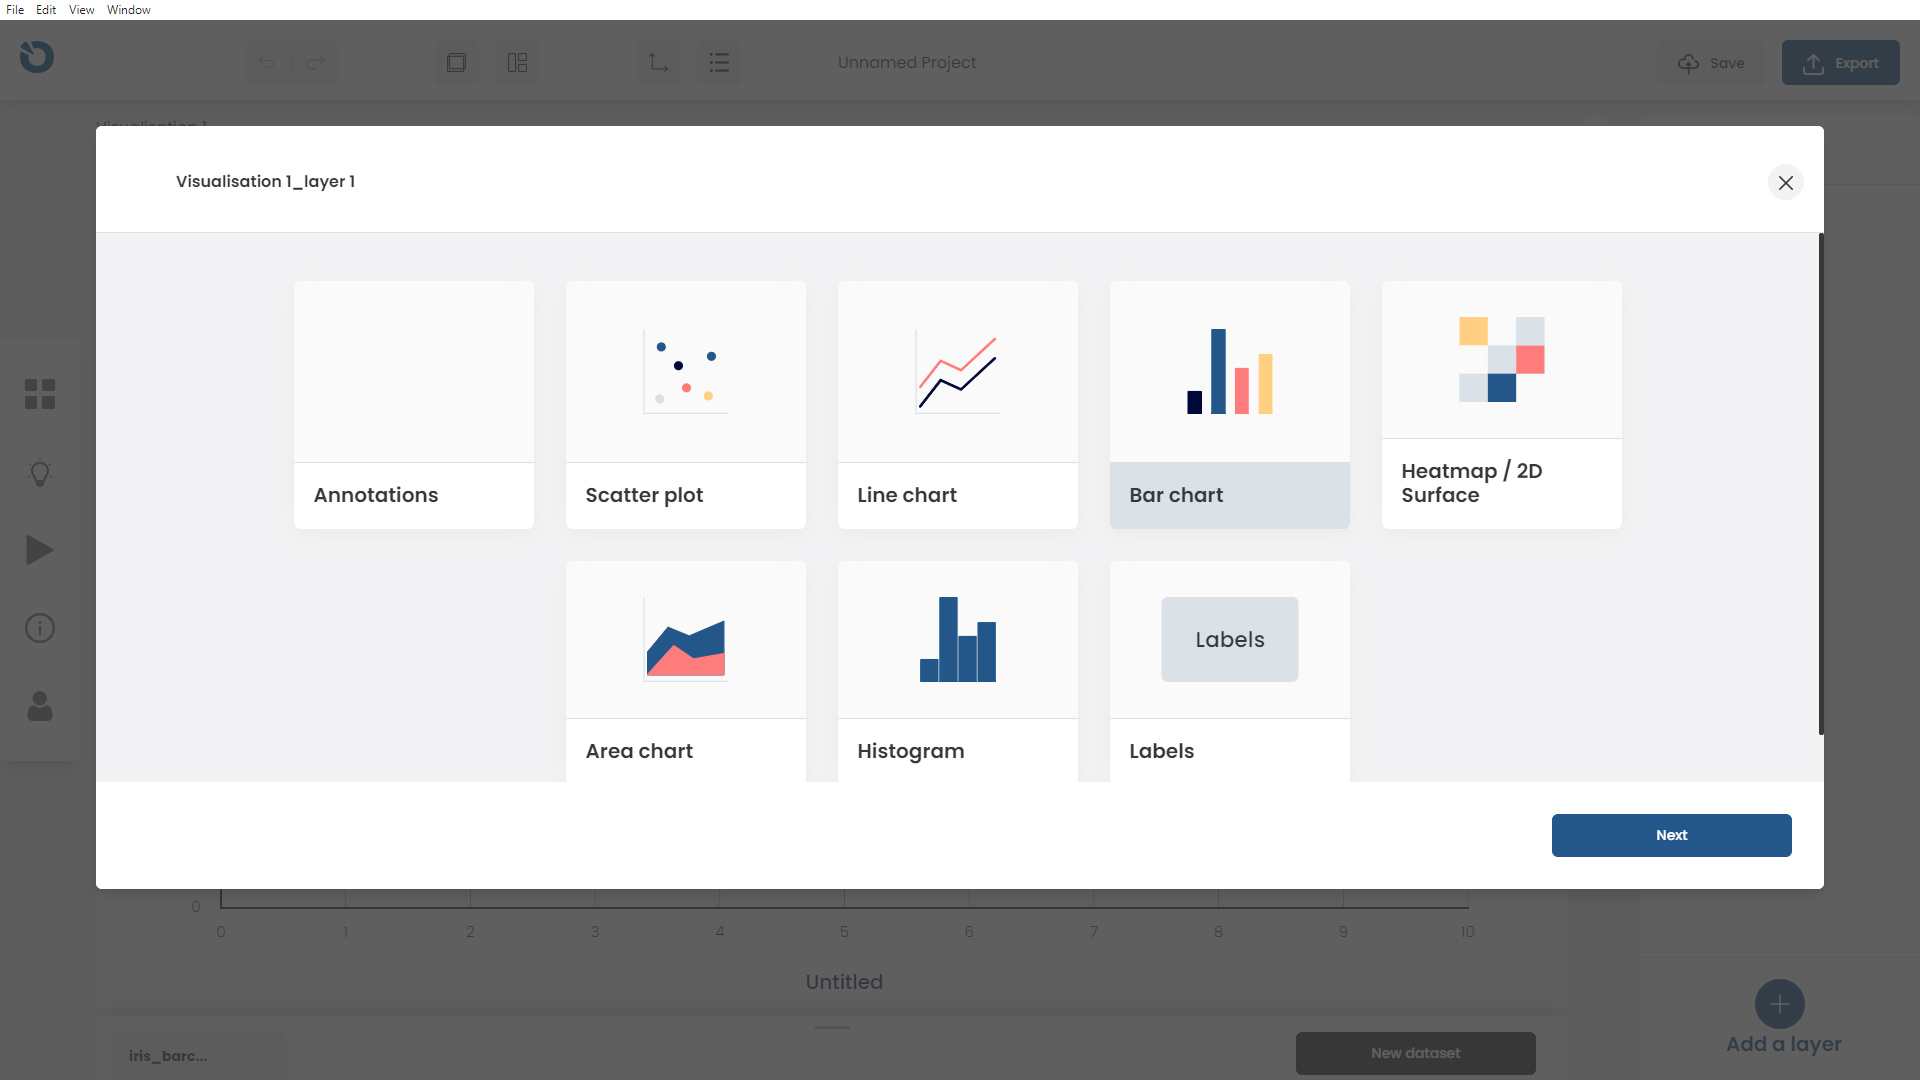 File Edit View Window
Unnamed Project
Save
Export
Visualisation 1
Visualisation 1_layer 1
Annotations
Scatter plot
Line chart
Bar chart
Heatmap / 2D
Surface
Labels
Area chart
Histogram
Labels
Next
0
0 1 2 3 4 5 6 7 8 9 10
Untitled
iris_barc...
New dataset
Add a layer